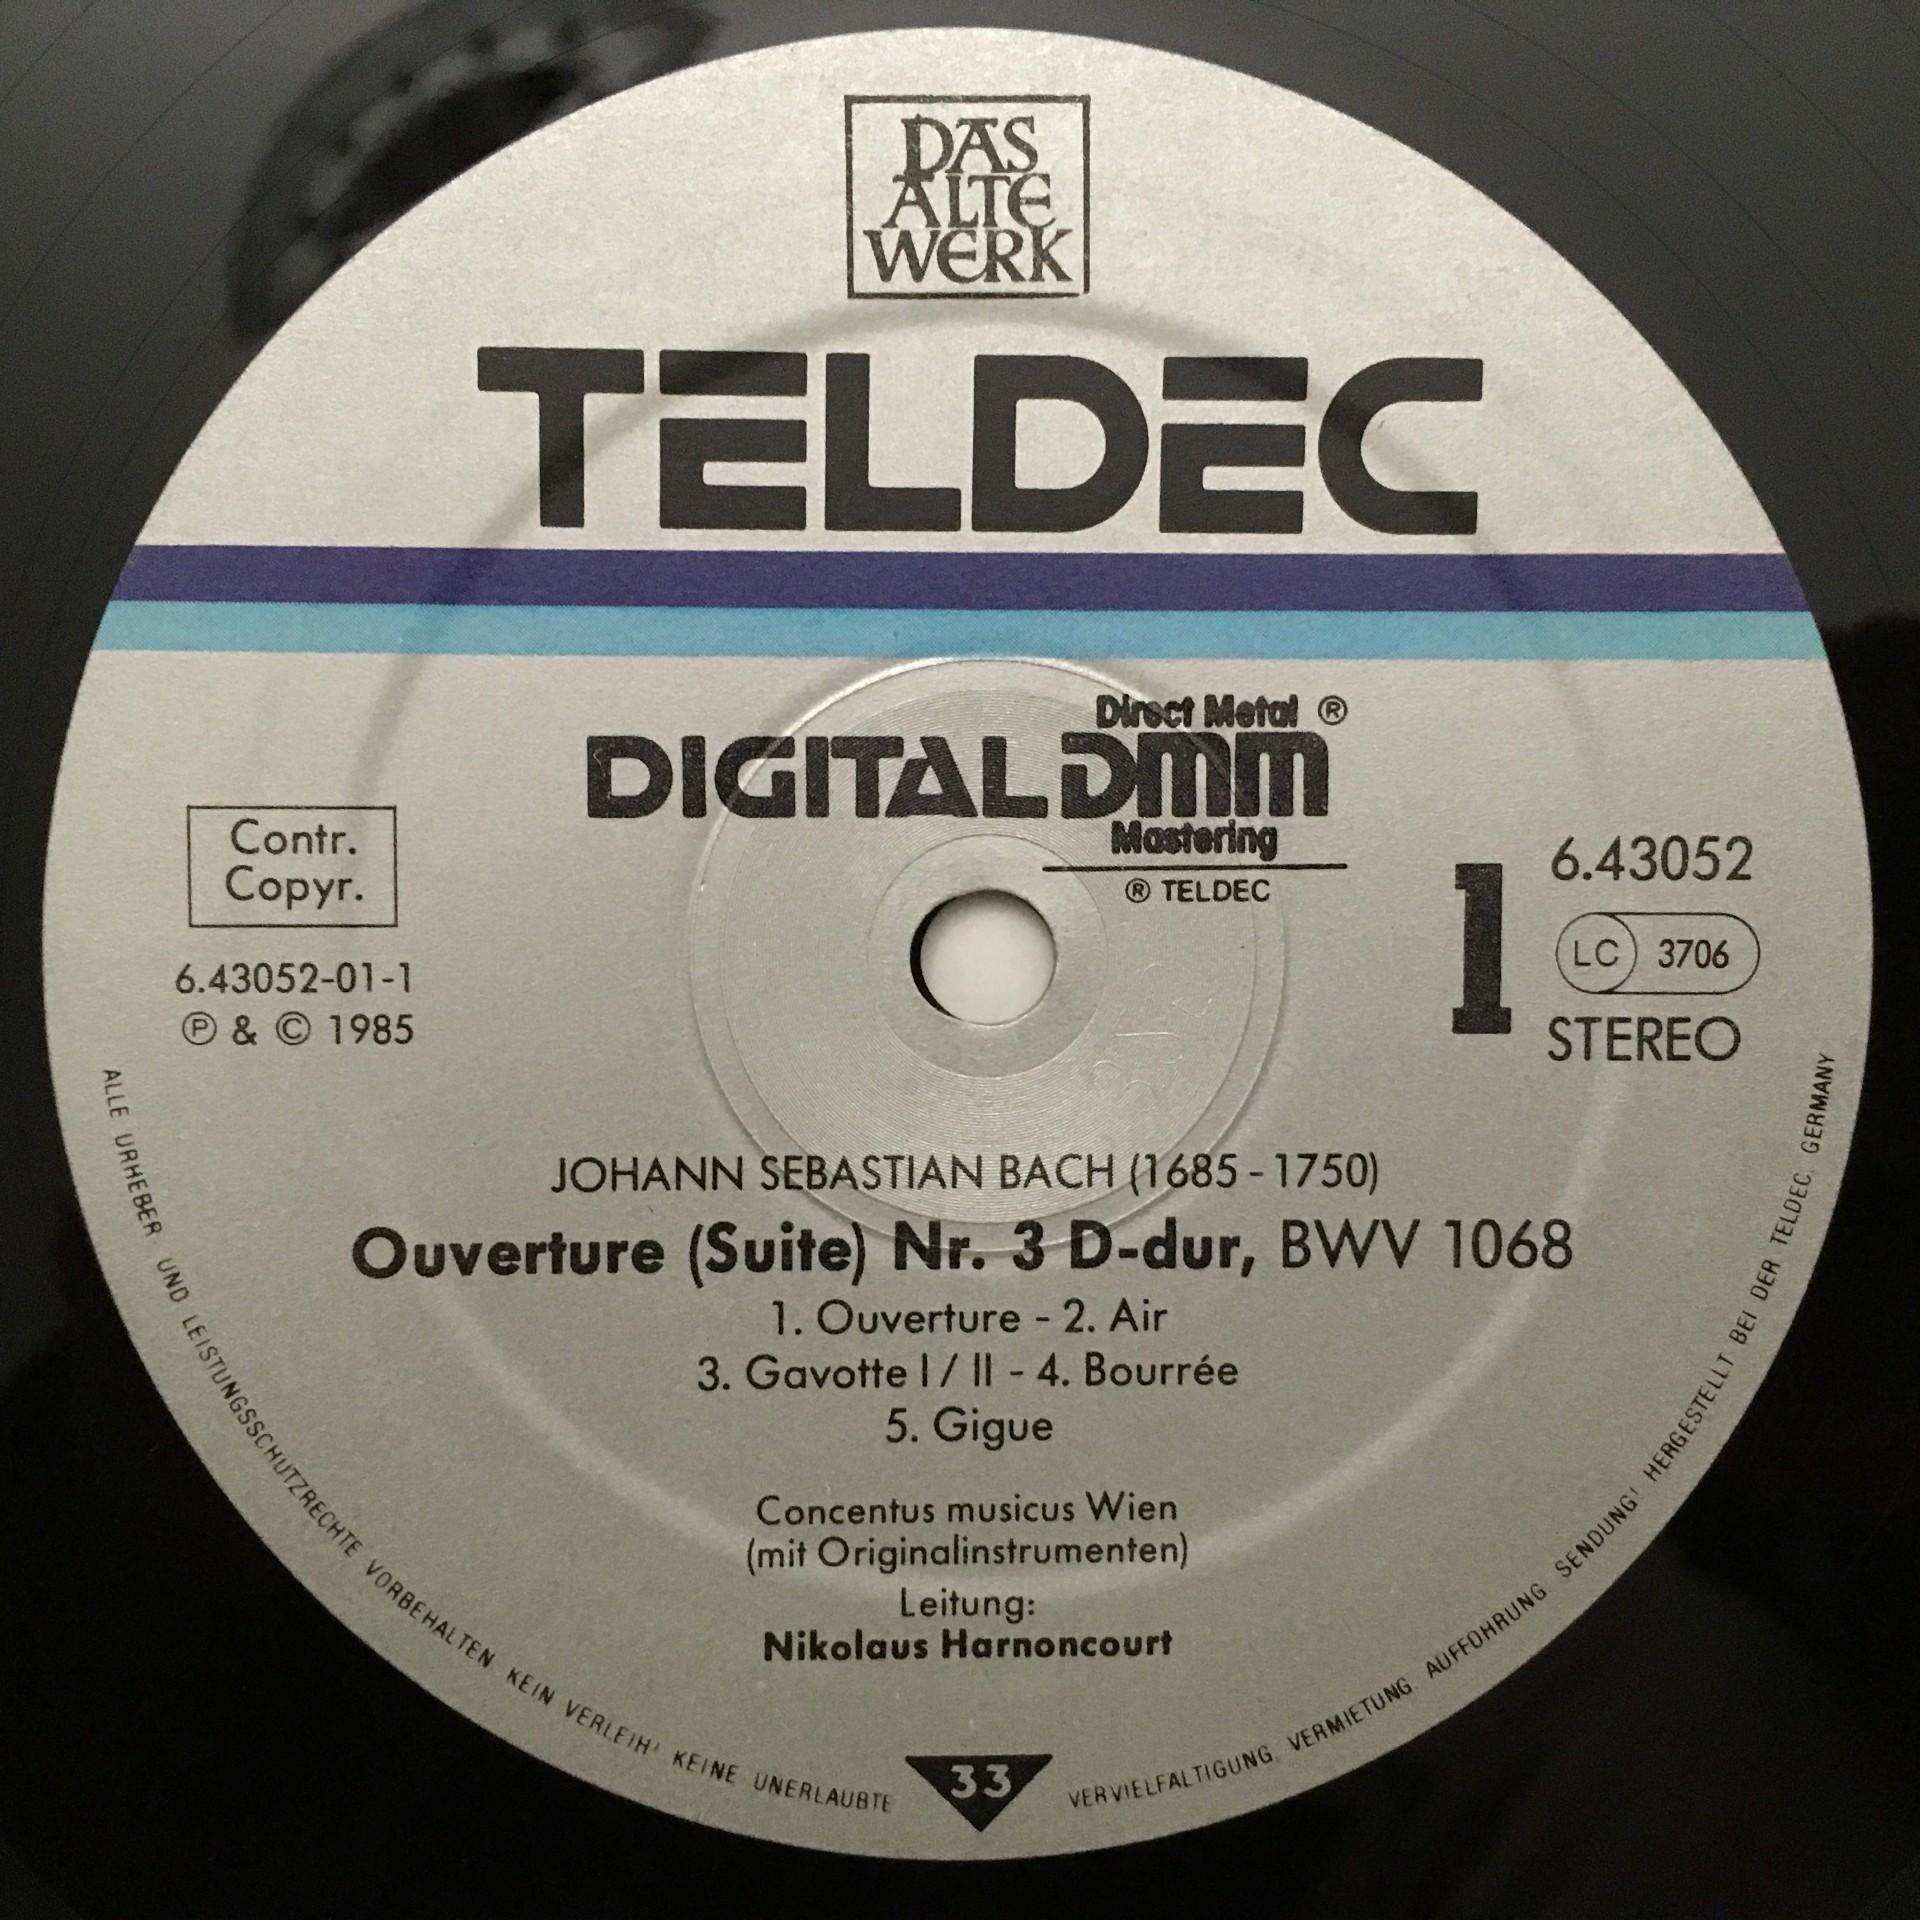 DAS
ALTE
WERK
TELDEC
Direct Metal ®
DIGITAL DMM
Mastering
® TELDEC
Contr.
Copyr.
6.43052-01-1
Ⓟ & © 1985
1
6.43052
LC 3706
STEREO
JOHANN SEBASTIAN BACH (1685 - 1750)
Ouverture (Suite) Nr. 3 D-dur, BWV 1068
1. Ouverture - 2. Air
3. Gavotte I / II - 4. Bourrée
5. Gigue
Concentus musicus Wien
(mit Originalinstrumenten)
Leitung:
Nikolaus Harnoncourt
33
ALLE URHEBER UND LEISTUNGSSCHUTZRECHTE VORBEHALTEN KEIN VERLEIH! KEINE UNERLAUBTE VERVIELFÄLTIGUNG, VERMIETUNG, AUFFÜHRUNG, SENDUNG! HERGESTELLT BEI DER TELDEC, GERMANY